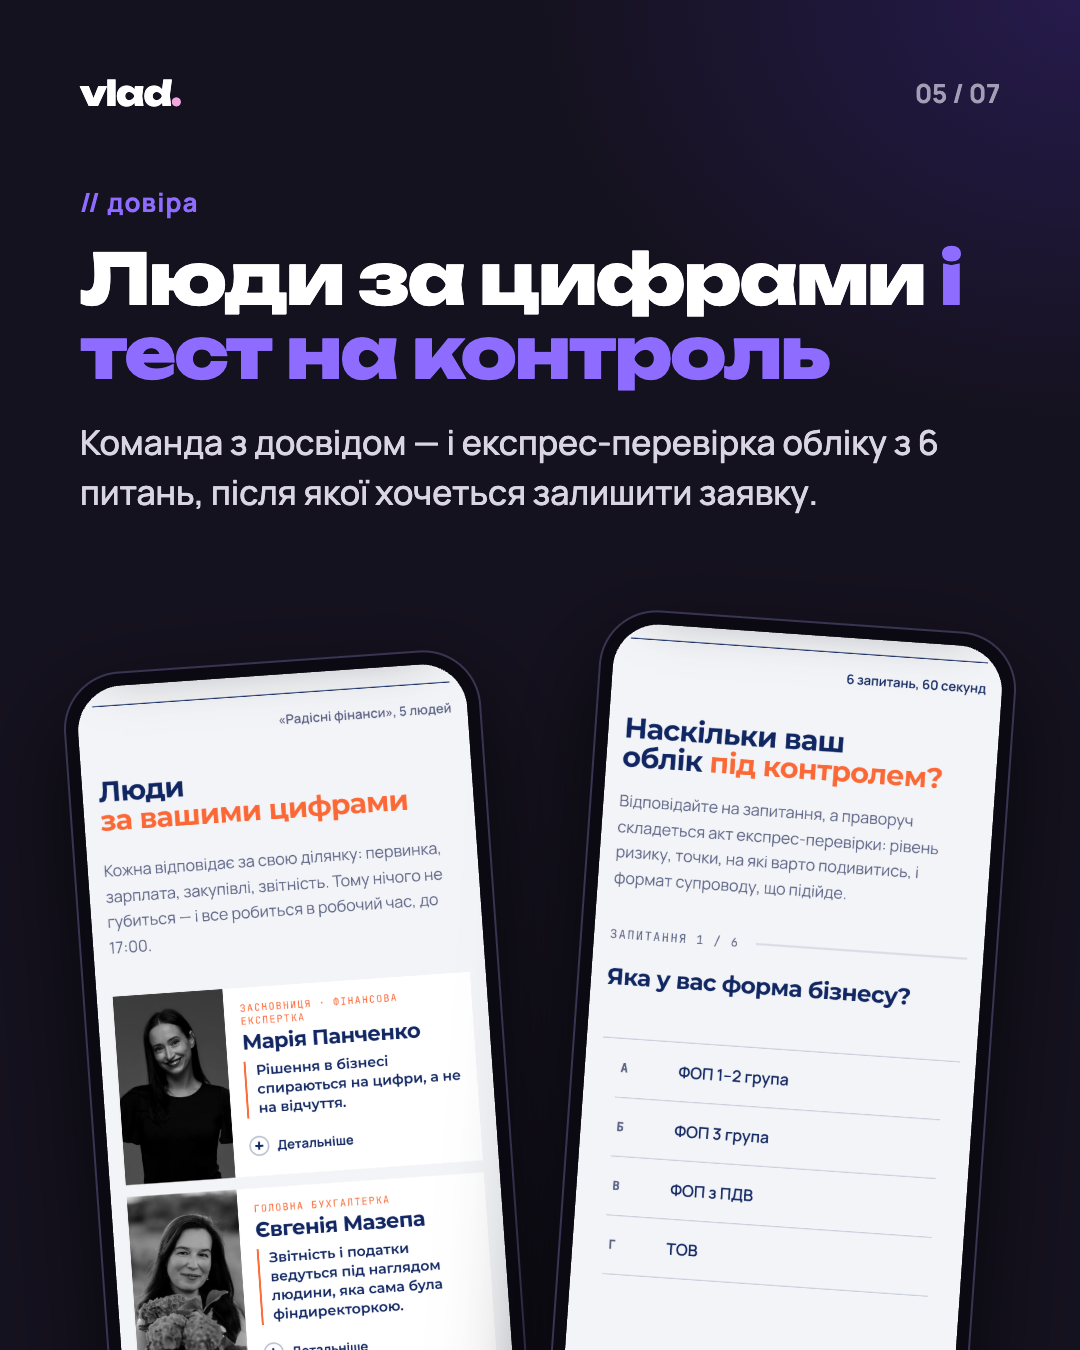 vlad.
05 / 07
// довіра
Люди за цифрами і
тест на контроль
Команда з досвідом — і експрес-перевірка обліку з 6
питань, після якої хочеться залишити заявку.
«Радісні фінанси», 5 людей
Люди
за вашими цифрами
Кожна відповідає за свою ділянку: первинка,
зарплата, закупівлі, звітність. Тому нічого не
губиться — і все робиться в робочий час, до
17:00.
ЗАСНОВНИЦЯ · ФІНАНСОВА
ЕКСПЕРТКА
Марія Панченко
Рішення в бізнесі
спираються на цифри, а не
на відчуття.
Детальніше
ГОЛОВНА БУХГАЛТЕРКА
Євгенія Мазепа
Звітність і податки
ведуться під наглядом
людини, яка сама була
фіндиректоркою.
Детальніше
6 запитань, 60 секунд
Наскільки ваш
облік під контролем?
Відповідайте на запитання, а праворуч
складеться акт експрес-перевірки: рівень
ризику, точки, на які варто подивитись, і
формат супроводу, що підійде.
ЗАПИТАННЯ 1 / 6
Яка у вас форма бізнесу?
А ФОП 1–2 група
Б ФОП 3 група
В ФОП з ПДВ
Г ТОВ